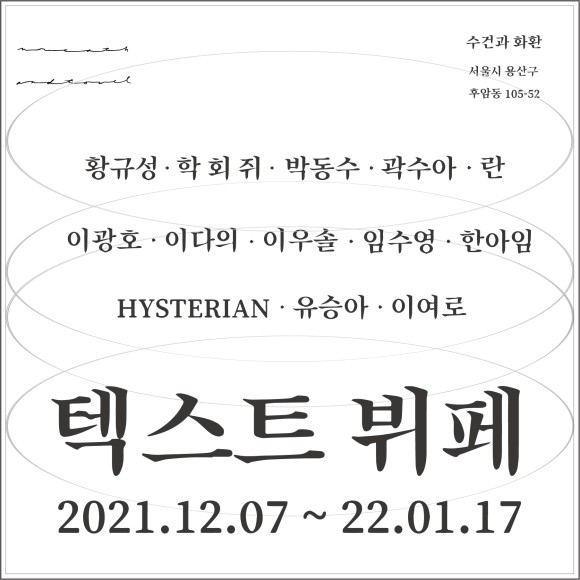 wreath
and towel
수건과 화환
서울시 용산구
후암동 105-52
황규성 · 학 회 쥐 · 박동수 · 곽수아 · 란
이광호 · 이다의 · 이우솔 · 임수영 · 한아임
HYSTERIAN · 유승아 · 이여로
텍스트 뷔페
2021.12.07 ~ 22.01.17